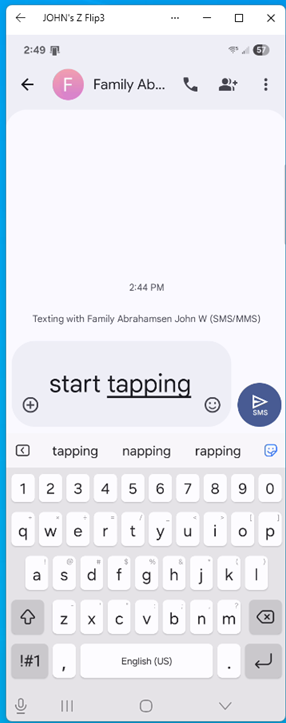 JOHN's Z Flip3
2:49 57
F Family Ab...
2:44 PM
Texting with Family Abrahamsen John W (SMS/MMS)
start tapping
SMS
tapping napping rapping
1 2 3 4 5 6 7 8 9 0
q w e r t y u i o p
a s d f g h j k l
z x c v b n m
!#1 , English (US) .